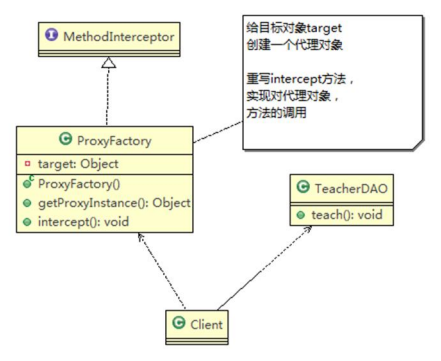 MethodInterceptor
给目标对象target
创建一个代理对象
重写intercept方法，
实现对代理对象，
方法的调用
ProxyFactory
target: Object
ProxyFactory()
getProxyInstance(): Object
intercept(): void
TeacherDAO
teach(): void
Client